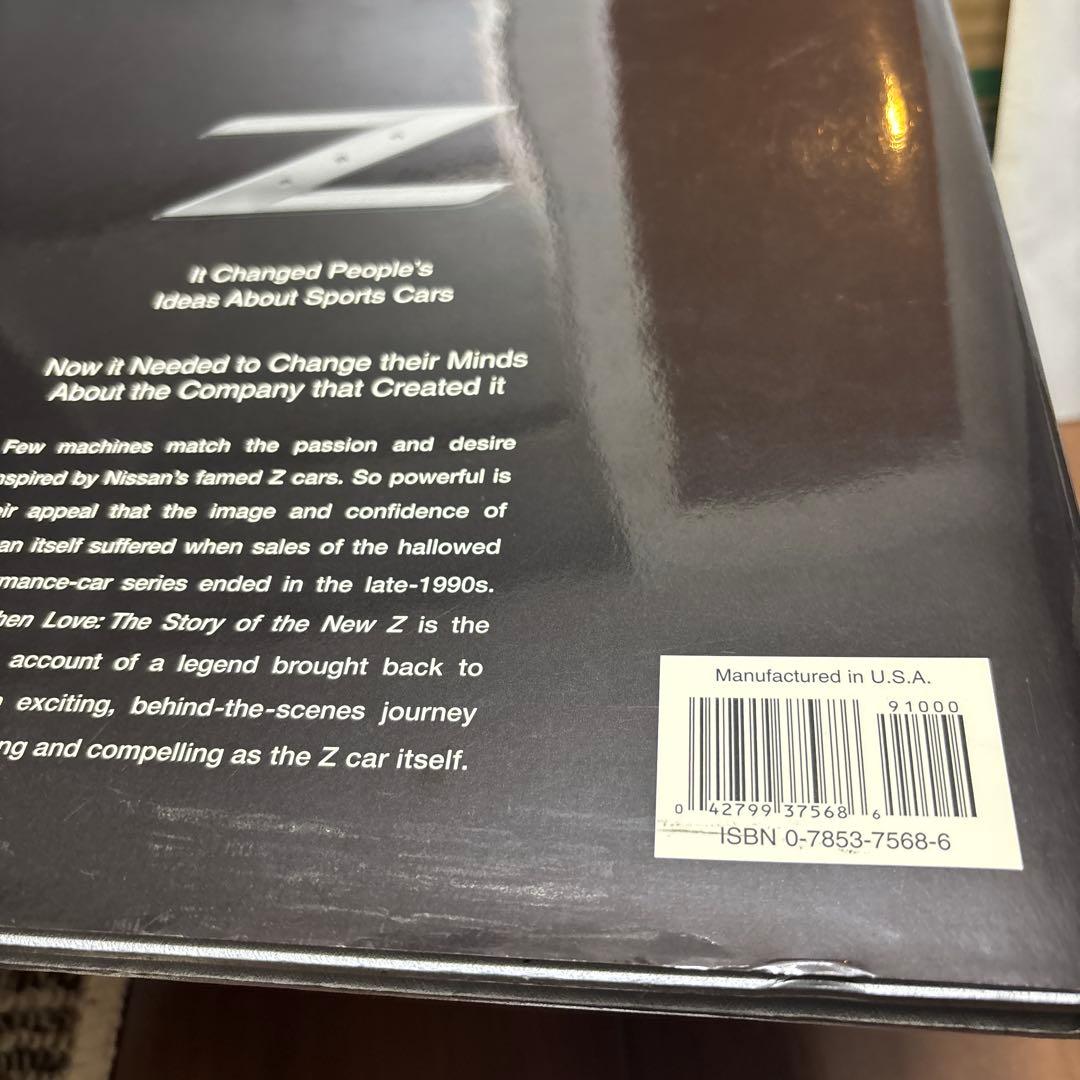 Z
It Changed People's
Ideas About Sports Cars
Now it Needed to Change their Minds
About the Company that Created it
Few machines match the passion and desire
nspired by Nissan's famed Z cars. So powerful is
eir appeal that the image and confidence of
an itself suffered when sales of the hallowed
mance-car series ended in the late-1990s.
hen Love: The Story of the New Z is the
account of a legend brought back to
exciting, behind-the-scenes journey
ng and compelling as the Z car itself.
Manufactured in U.S.A.
91000
0 42799 37568 6
ISBN 0-7853-7568-6